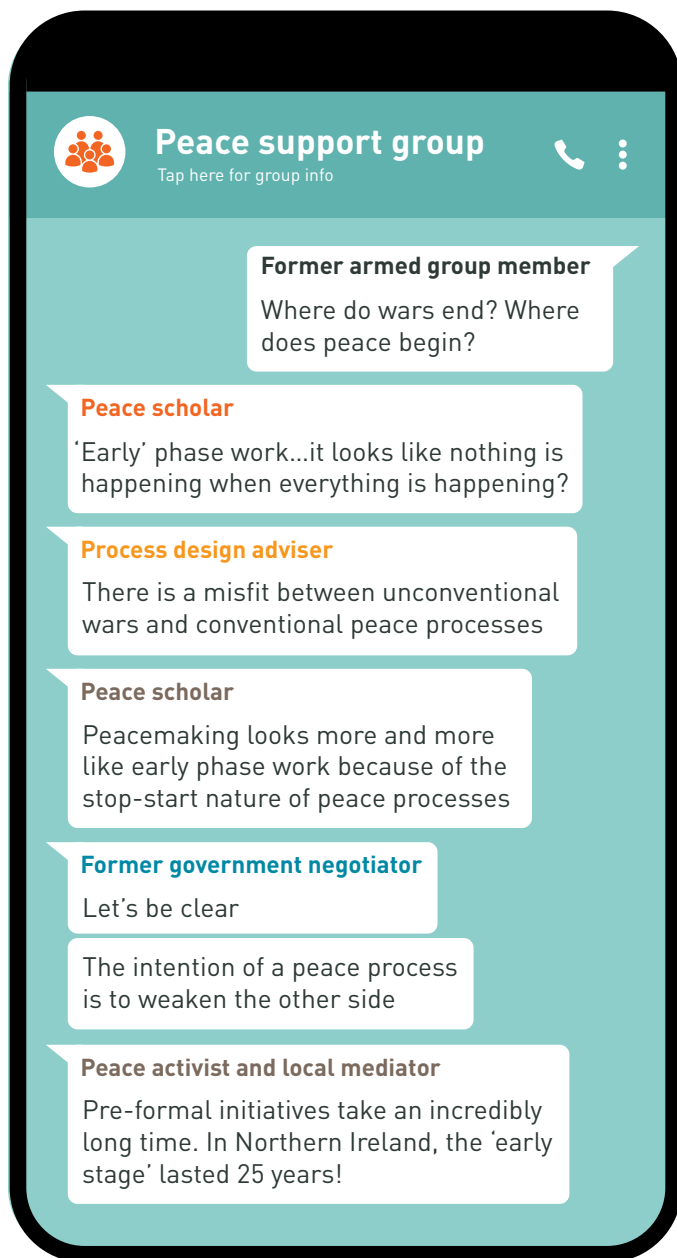 Peace support group
Tap here for group info
Former armed group member
Where do wars end? Where
does peace begin?
Peace scholar
‘Early’ phase work...it looks like nothing is
happening when everything is happening?
Process design adviser
There is a misfit between unconventional
wars and conventional peace processes
Peace scholar
Peacemaking looks more and more
like early phase work because of the
stop-start nature of peace processes
Former government negotiator
Let’s be clear
The intention of a peace process
is to weaken the other side
Peace activist and local mediator
Pre-formal initiatives take an incredibly
long time. In Northern Ireland, the ‘early
stage’ lasted 25 years!